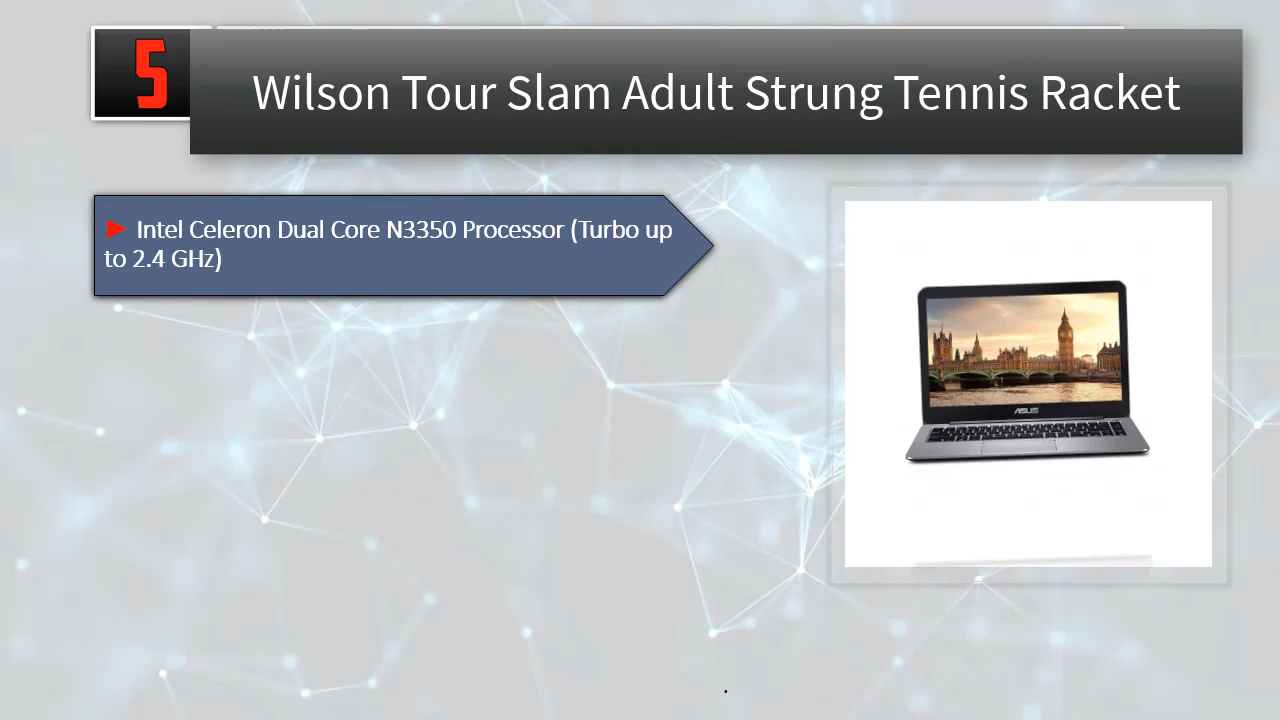 5
Wilson Tour Slam Adult Strung Tennis Racket
► Intel Celeron Dual Core N3350 Processor (Turbo up
to 2.4 GHz)
ASUS
.